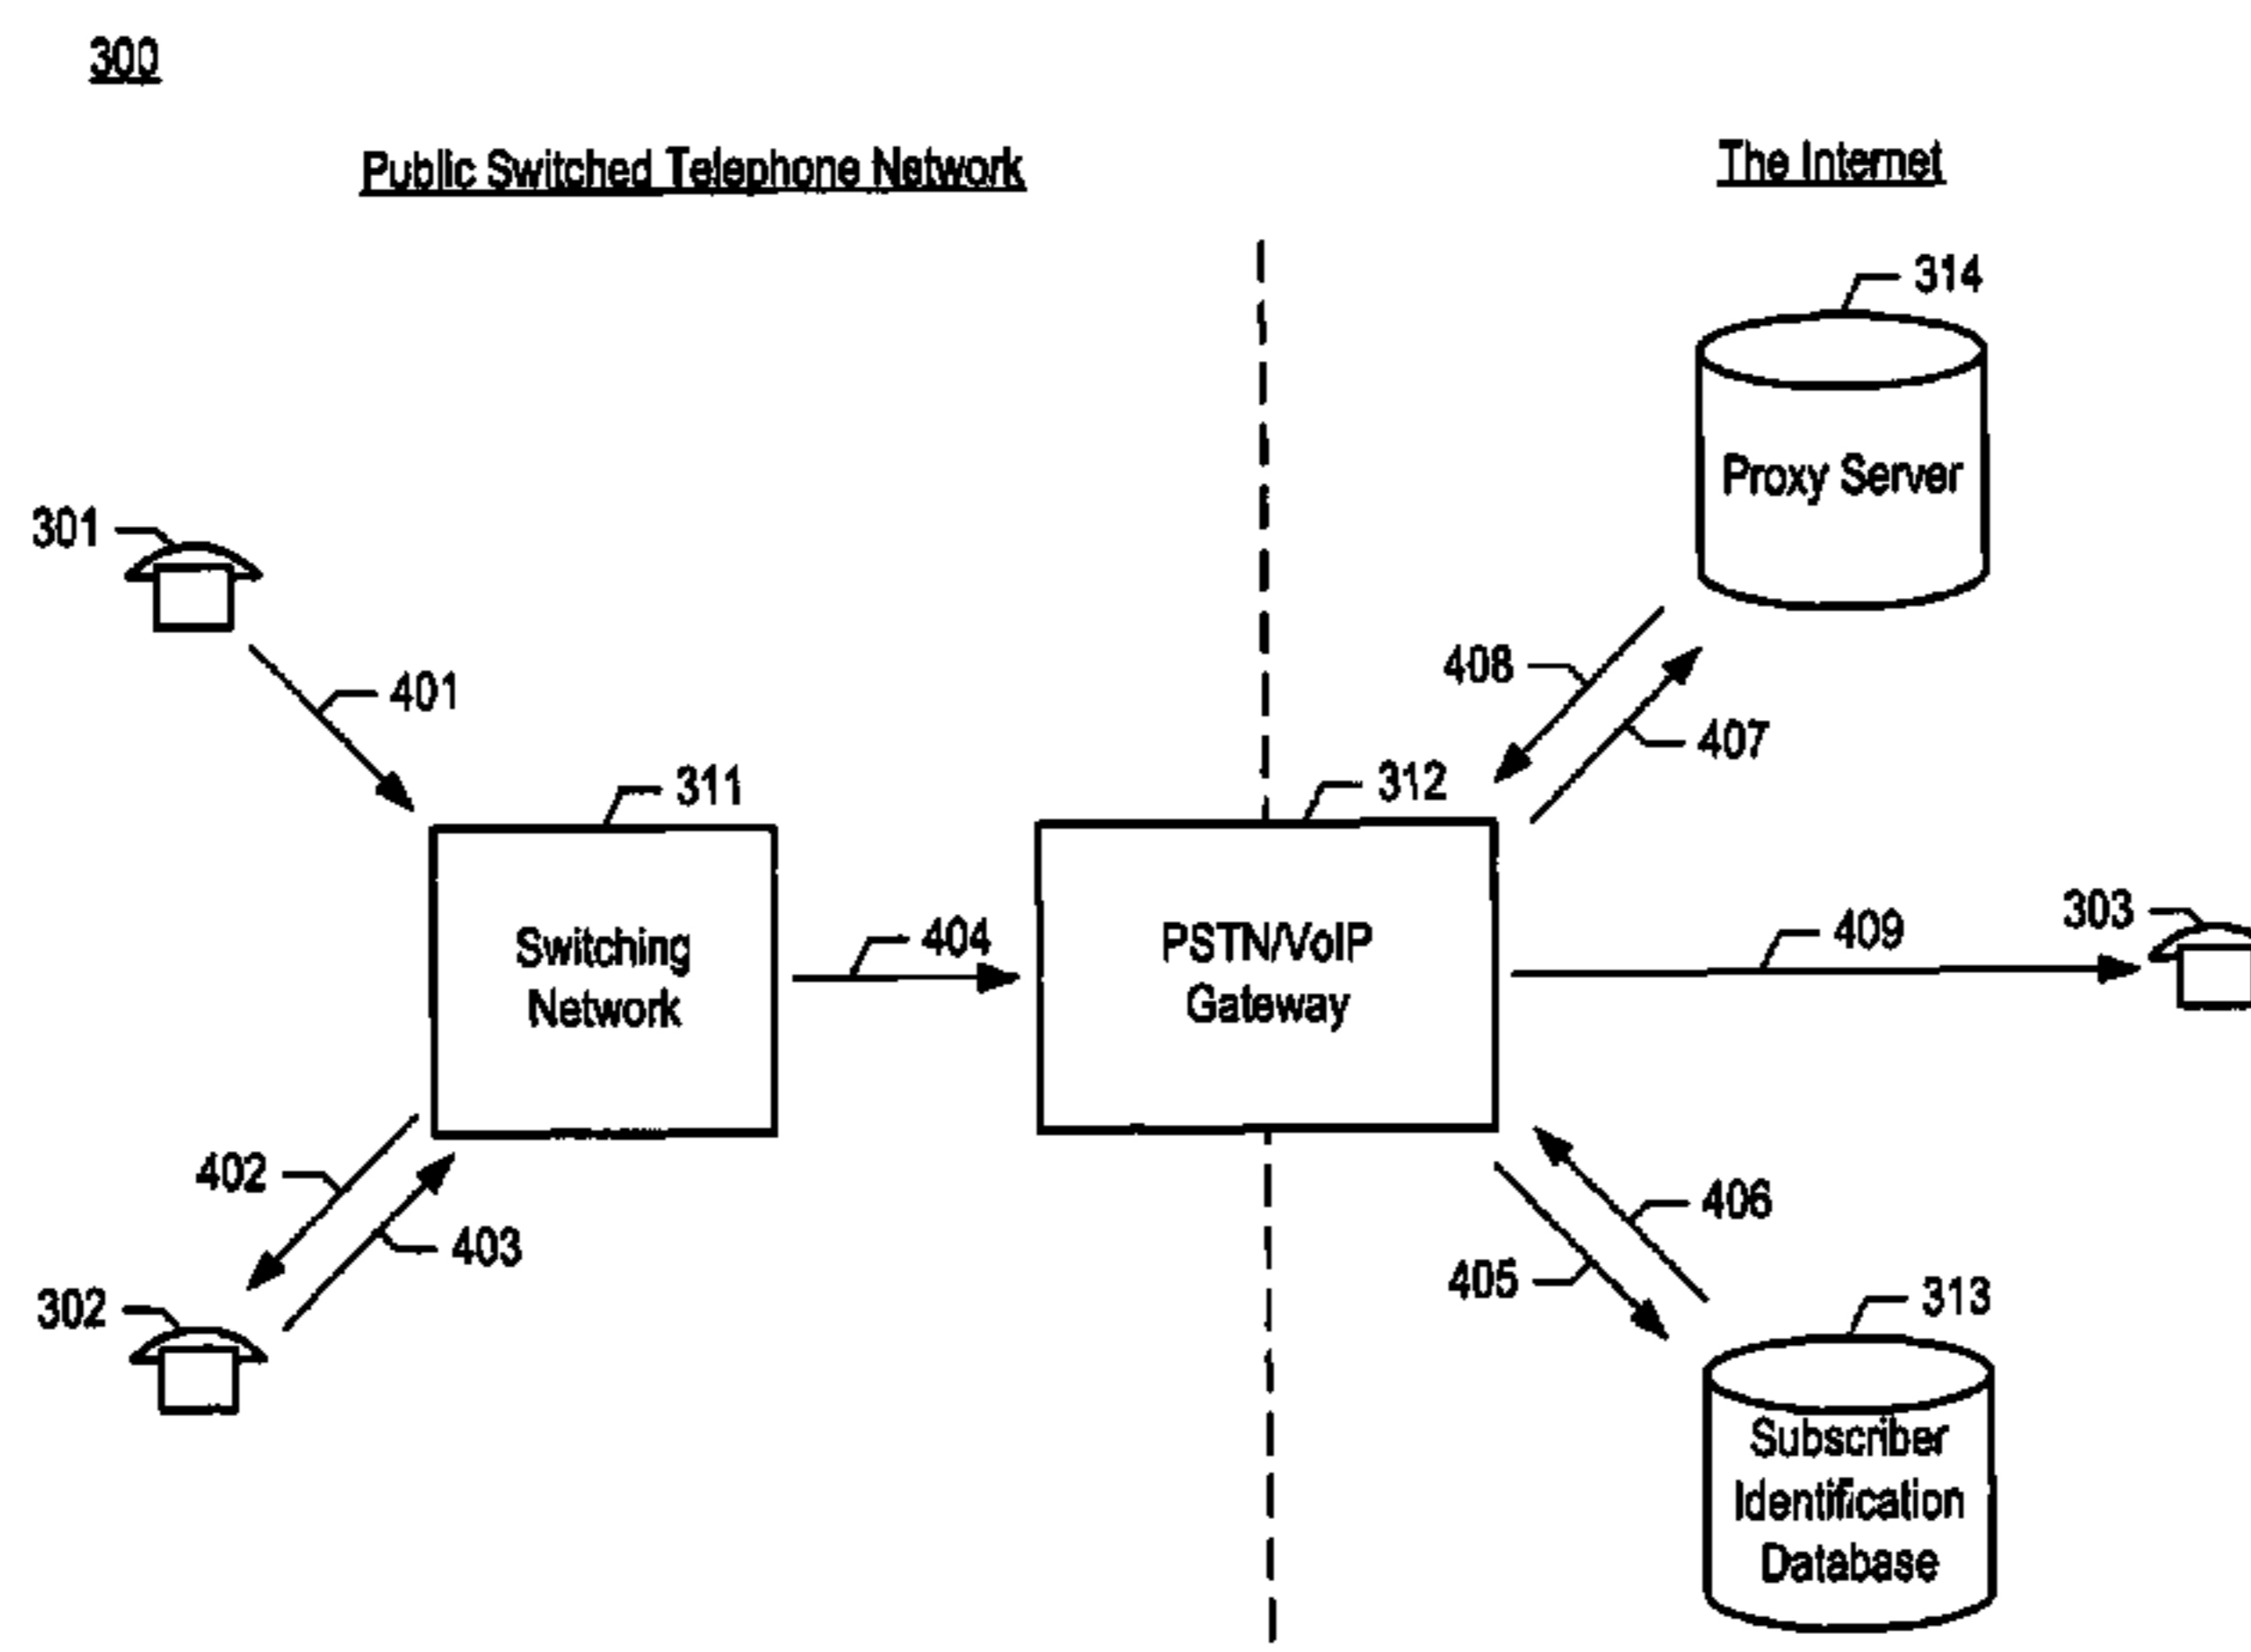 300
Public Switched Telephone Network
The Internet
314
Proxy Server
301
401
408
407
311
312
Switching
Network
404
PSTN/VoIP
Gateway
409
303
402
403
406
405
302
313
Subscriber
Identification
Database